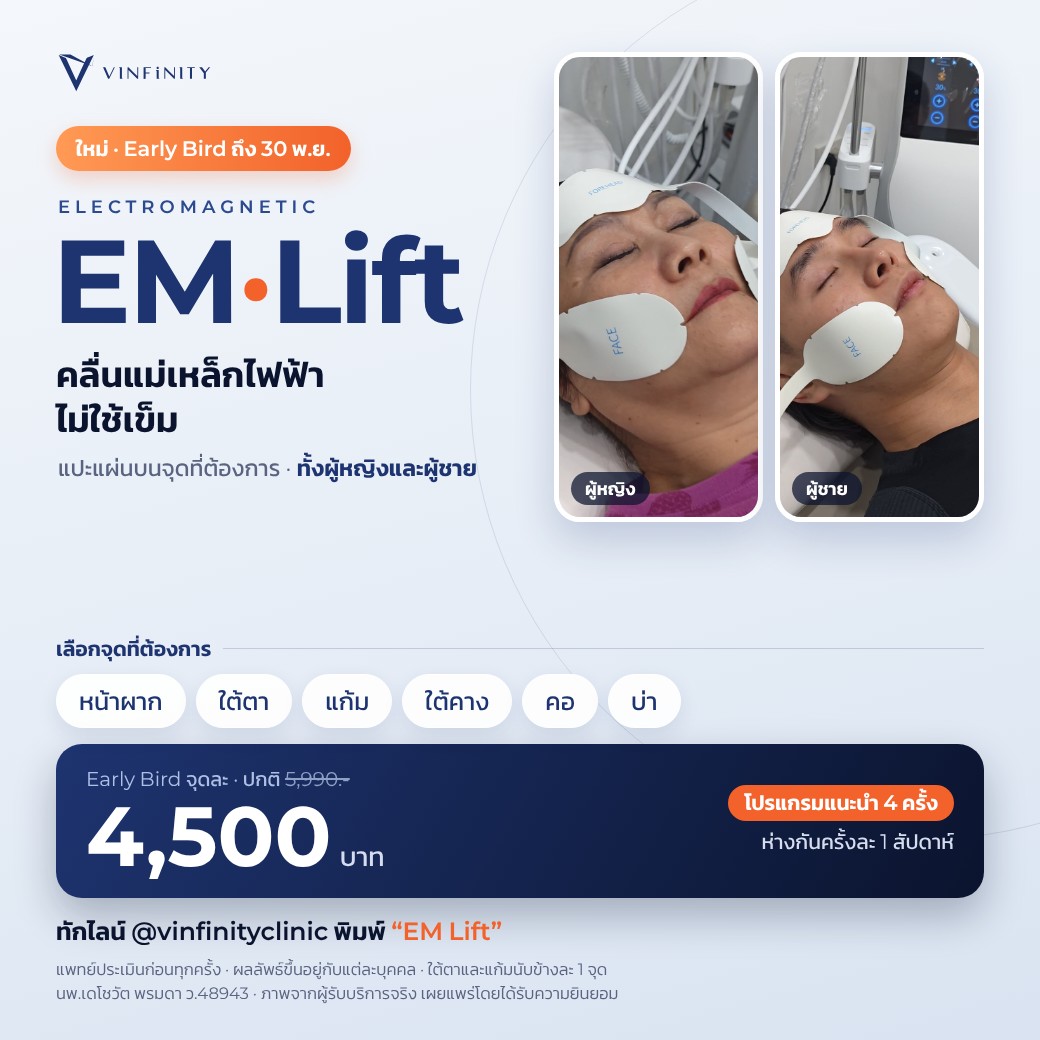 VINFINITY
ใหม่ · Early Bird ถึง 30 พ.ย.
ELECTROMAGNETIC
EM·Lift
คลื่นแม่เหล็กไฟฟ้า
ไม่ใช้เข็ม
แปะแผ่นบนจุดที่ต้องการ · ทั้งผู้หญิงและผู้ชาย
FOREHEAD
FACE
ผู้หญิง
30
FACE
ผู้ชาย
เลือกจุดที่ต้องการ
หน้าผาก ใต้ตา แก้ม ใต้คาง คอ บ่า
Early Bird จุดละ · ปกติ 5,990.-
4,500 บาท
โปรแกรมแนะนำ 4 ครั้ง
ห่างกันครั้งละ 1 สัปดาห์
ทักไลน์ @vinfinityclinic พิมพ์ “EM Lift”
แพทย์ประเมินก่อนทุกครั้ง · ผลลัพธ์ขึ้นอยู่กับแต่ละบุคคล · ใต้ตาและแก้มนับข้างละ 1 จุด
นพ.เดโชวัต พรมดา ว.48943 · ภาพจากผู้รับบริการจริง เผยแพร่โดยได้รับความยินยอม